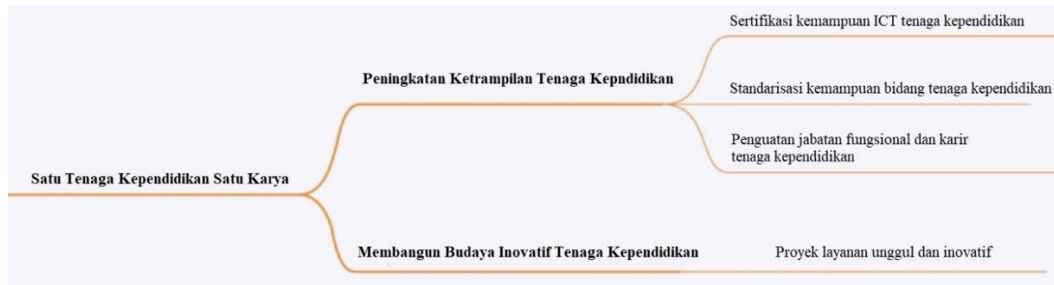 Sertifikasi kemampuan ICT tenaga kependidikan
Peningkatan Ketrampilan Tenaga Kepndidikan
Standarisasi kemampuan bidang tenaga kependidikan
Penguatan jabatan fungsional dan karir
tenaga kependidikan
Satu Tenaga Kependidikan Satu Karya
Membangun Budaya Inovatif Tenaga Kependidikan
Proyek layanan unggul dan inovatif